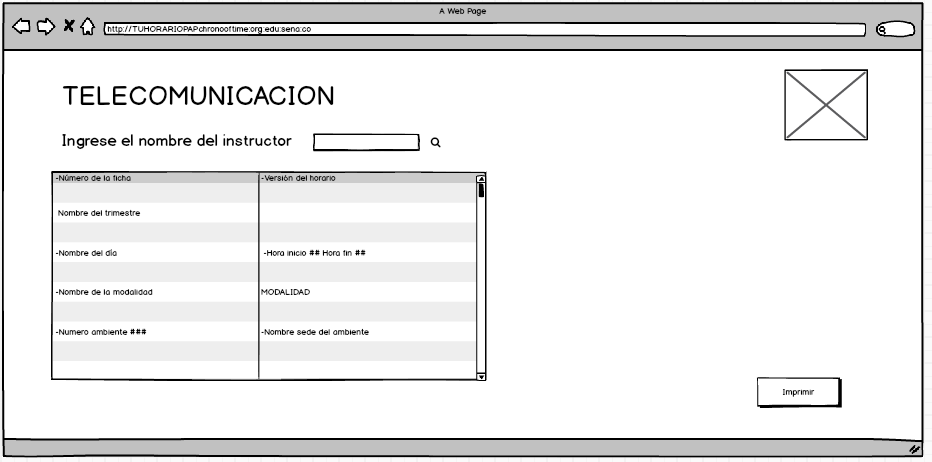 A Web Page
http://TUHORARIOPAPchronooftime.org.edu.sena.co
TELECOMUNICACION
Ingrese el nombre del instructor
-Número de la ficha
-Versión del horario
Nombre del trimestre
-Nombre del día
-Hora inicio ## Hora fin ##
-Nombre de la modalidad
MODALIDAD
-Numero ambiente ###
-Nombre sede del ambiente
Imprimir